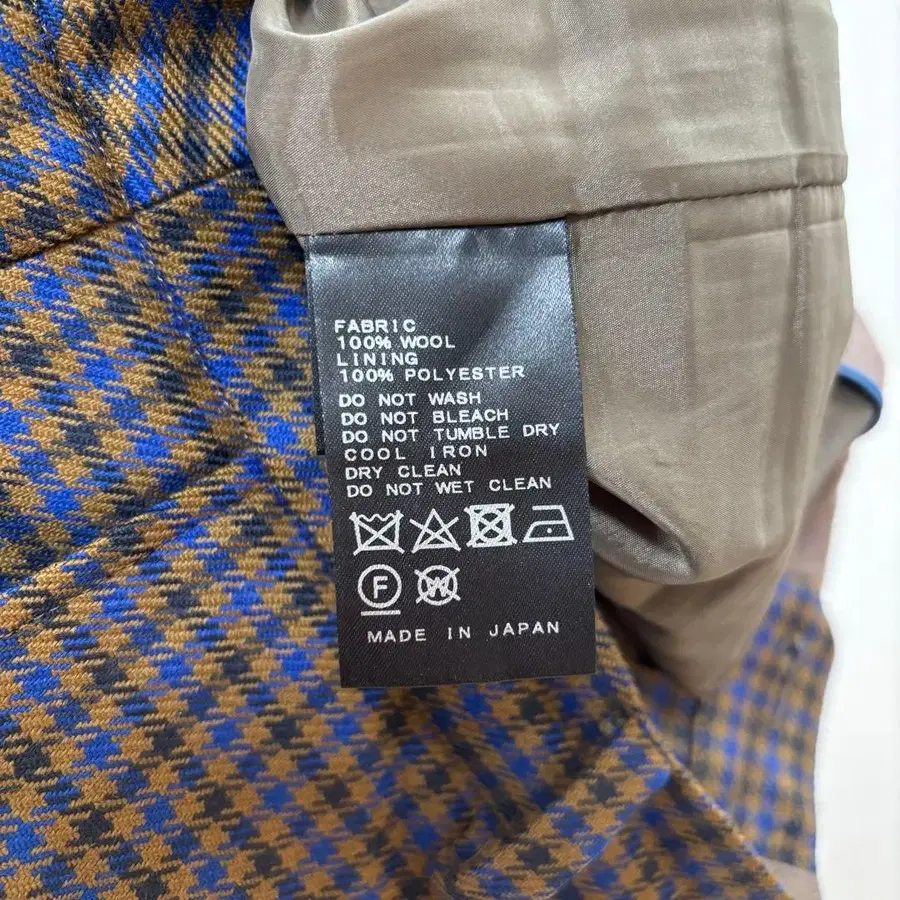 FABRIC
100% WOOL
LINING
100% POLYESTER
DO NOT WASH
DO NOT BLEACH
DO NOT TUMBLE DRY
COOL IRON
DRY CLEAN
DO NOT WET CLEAN
F W
MADE IN JAPAN